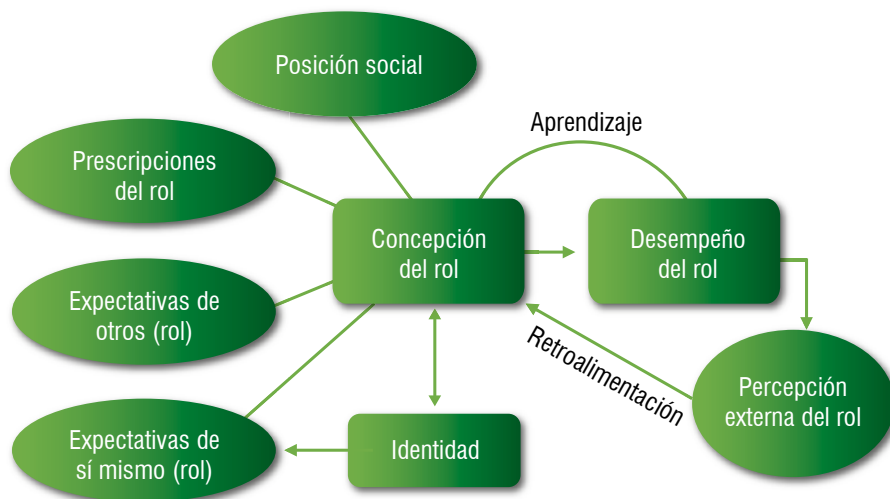 Posición social
Aprendizaje
Prescripciones
del rol
Concepción
del rol
Desempeño
del rol
Expectativas de
otros (rol)
Retroalimentación
Percepción
externa del rol
Expectativas de
sí mismo (rol)
Identidad